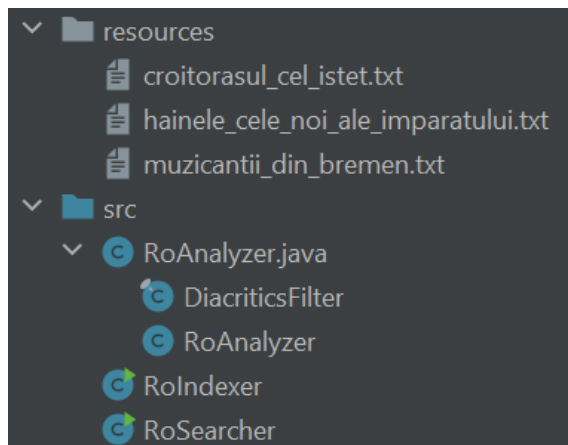 resources
croitorasul_cel_istet.txt
hainele_cele_noi_ale_imparatului.txt
muzicantii_din_bremen.txt
src
RoAnalyzer.java
DiacriticsFilter
RoAnalyzer
RoIndexer
RoSearcher